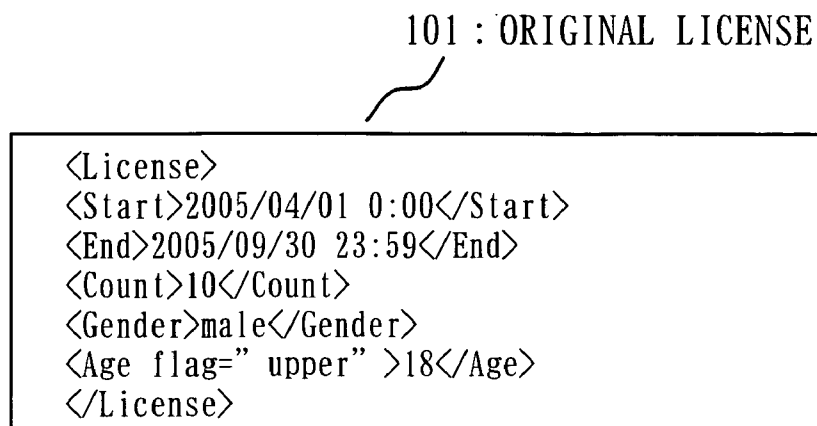 101 : ORIGINAL LICENSE
<License>
<Start>2005/04/01 0:00</Start>
<End>2005/09/30 23:59</End>
<Count>10</Count>
<Gender>male</Gender>
<Age flag=” upper” >18</Age>
</License>